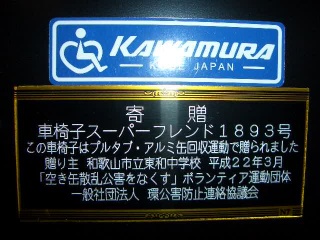 KAWAMURA
KOBE JAPAN
寄贈
車椅子スーパーフレンド1893号
この車椅子はプルタブ・アルミ缶回収運動で贈られました
贈り主 和歌山市立東和中学校 平成22年3月
「空き缶散乱公害をなくす」ボランティア運動団体
一般社団法人 環公害防止連絡協議会